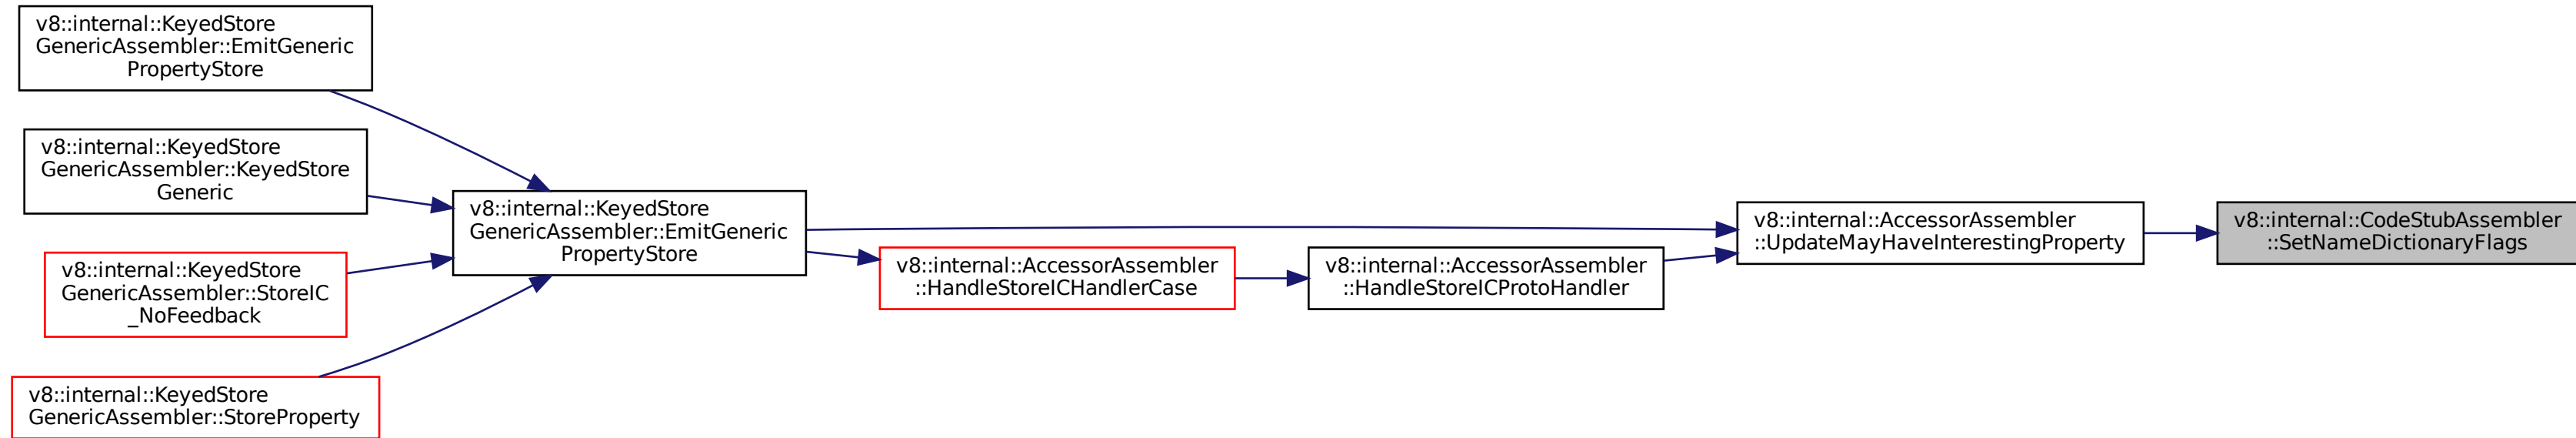 v8::internal::KeyedStore
GenericAssembler::EmitGeneric
PropertyStore
v8::internal::KeyedStore
GenericAssembler::KeyedStore
Generic
v8::internal::KeyedStore
GenericAssembler::StoreIC
_NoFeedback
v8::internal::KeyedStore
GenericAssembler::StoreProperty
v8::internal::KeyedStore
GenericAssembler::EmitGeneric
PropertyStore
v8::internal::AccessorAssembler
::HandleStoreICHandlerCase
v8::internal::AccessorAssembler
::HandleStoreICProtoHandler
v8::internal::AccessorAssembler
::UpdateMayHaveInterestingProperty
v8::internal::CodeStubAssembler
::SetNameDictionaryFlags